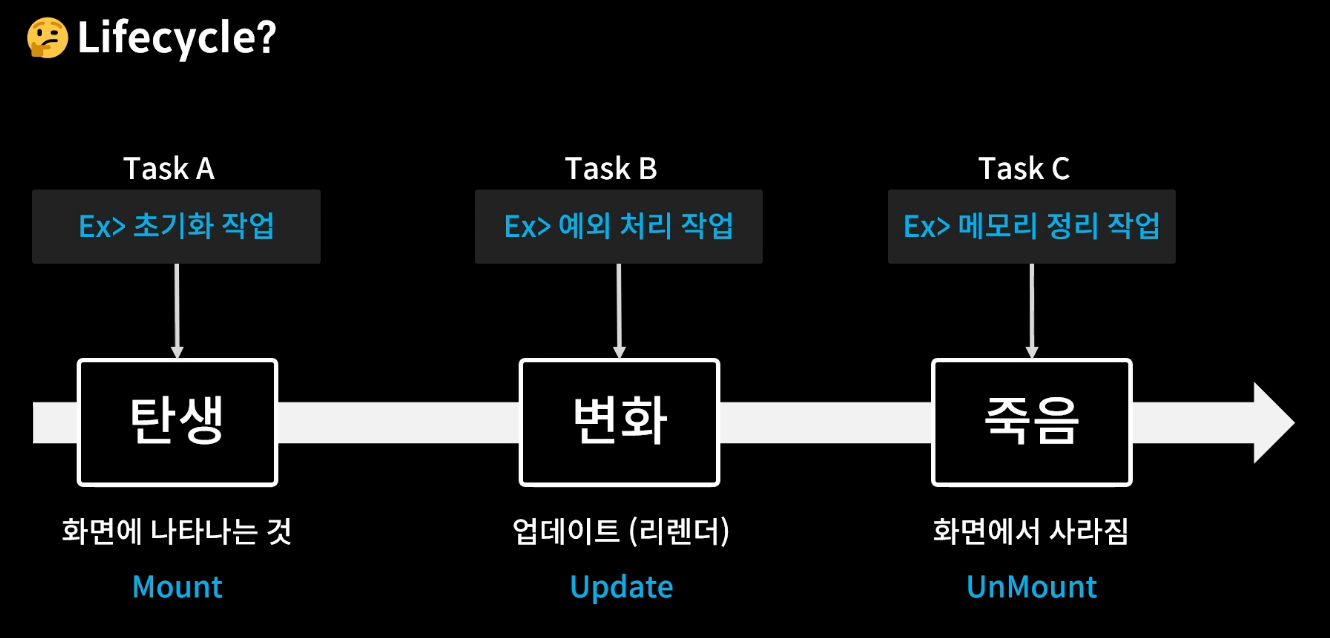 🤔 Lifecycle?
Task A
Task B
Task C
Ex> 초기화 작업
Ex> 예외 처리 작업
Ex> 메모리 정리 작업
탄생
변화
죽음
화면에 나타나는 것
업데이트 (리렌더)
화면에서 사라짐
Mount
Update
UnMount